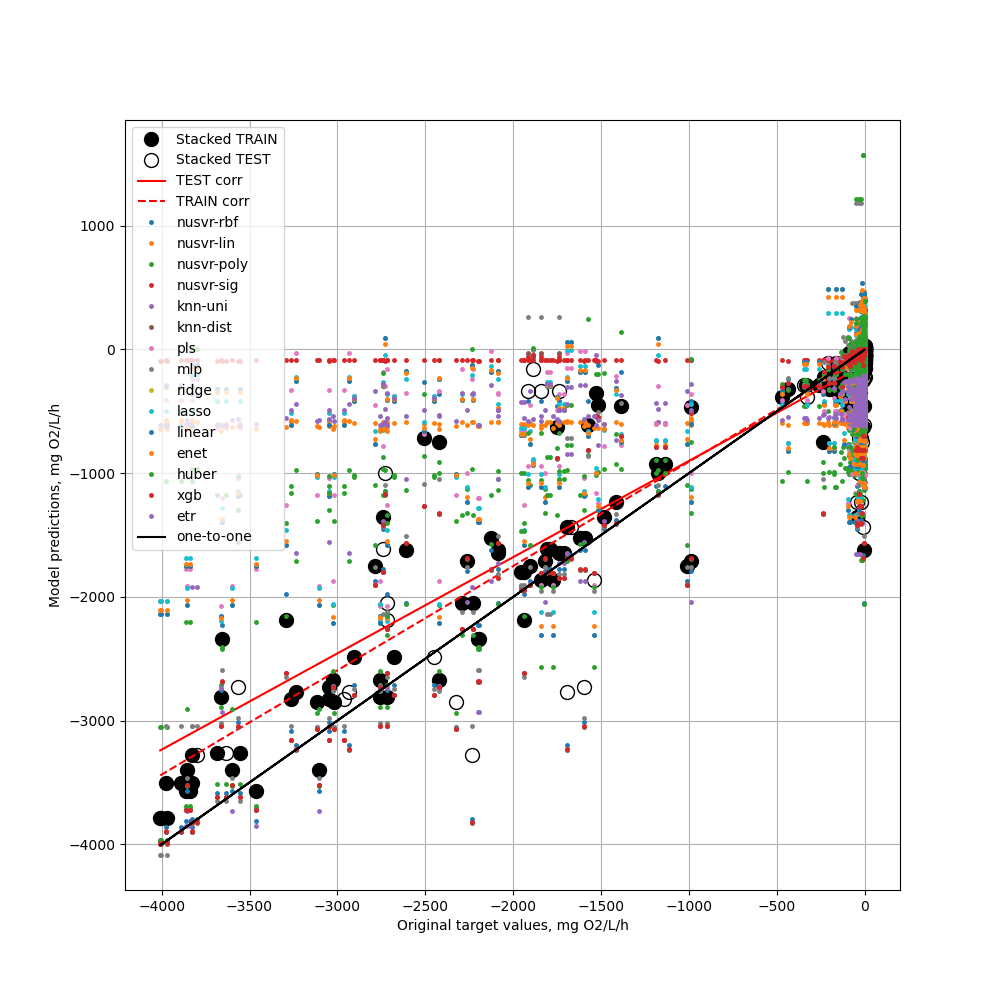 Stacked TRAIN
Stacked TEST
TEST corr
TRAIN corr
nusvr-rbf
nusvr-lin
nusvr-poly
nusvr-sig
knn-uni
knn-dist
pls
mlp
ridge
lasso
linear
enet
huber
xgb
etr
one-to-one
1000
0
−1000
−2000
−3000
−4000
Model predictions, mg O2/L/h
−4000 −3500 −3000 −2500 −2000 −1500 −1000 −500 0
Original target values, mg O2/L/h